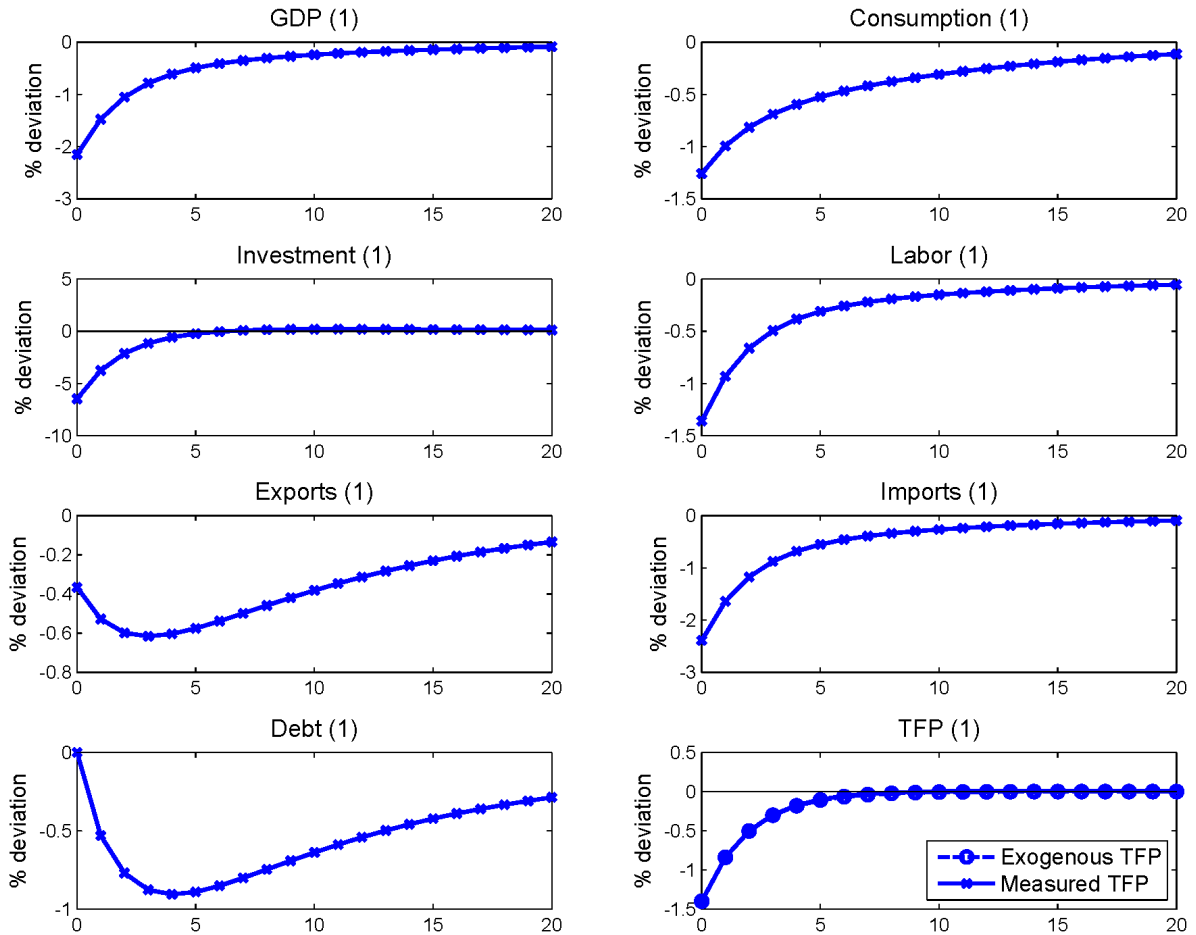 GDP (1)
% deviation
0
-1
-2
-3
0 5 10 15 20
Consumption (1)
% deviation
0
-0.5
-1
-1.5
0 5 10 15 20
Investment (1)
% deviation
5
0
-5
-10
0 5 10 15 20
Labor (1)
% deviation
0
-0.5
-1
-1.5
0 5 10 15 20
Exports (1)
% deviation
0
-0.2
-0.4
-0.6
-0.8
0 5 10 15 20
Imports (1)
% deviation
0
-1
-2
-3
0 5 10 15 20
Debt (1)
% deviation
0
-0.5
-1
0 5 10 15 20
TFP (1)
% deviation
0.5
0
-0.5
-1
-1.5
0 5 10 15 20
Exogenous TFP
Measured TFP